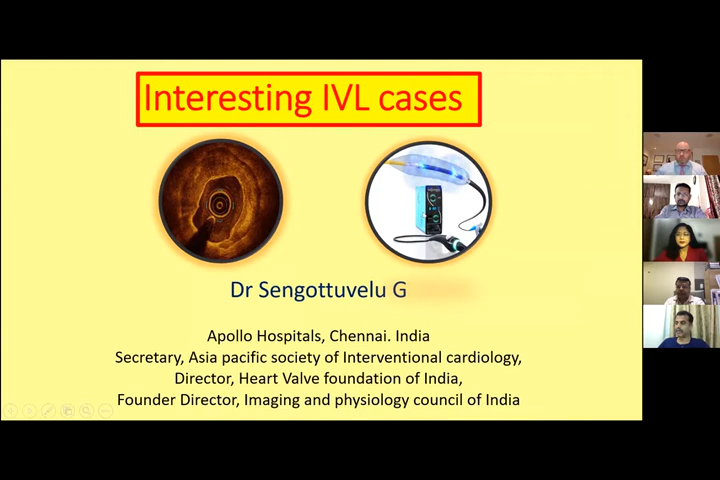 Interesting IVL cases
Dr Sengottuvelu G
Apollo Hospitals, Chennai. India
Secretary, Asia pacific society of Interventional cardiology,
Director, Heart Valve foundation of India,
Founder Director, Imaging and physiology council of India